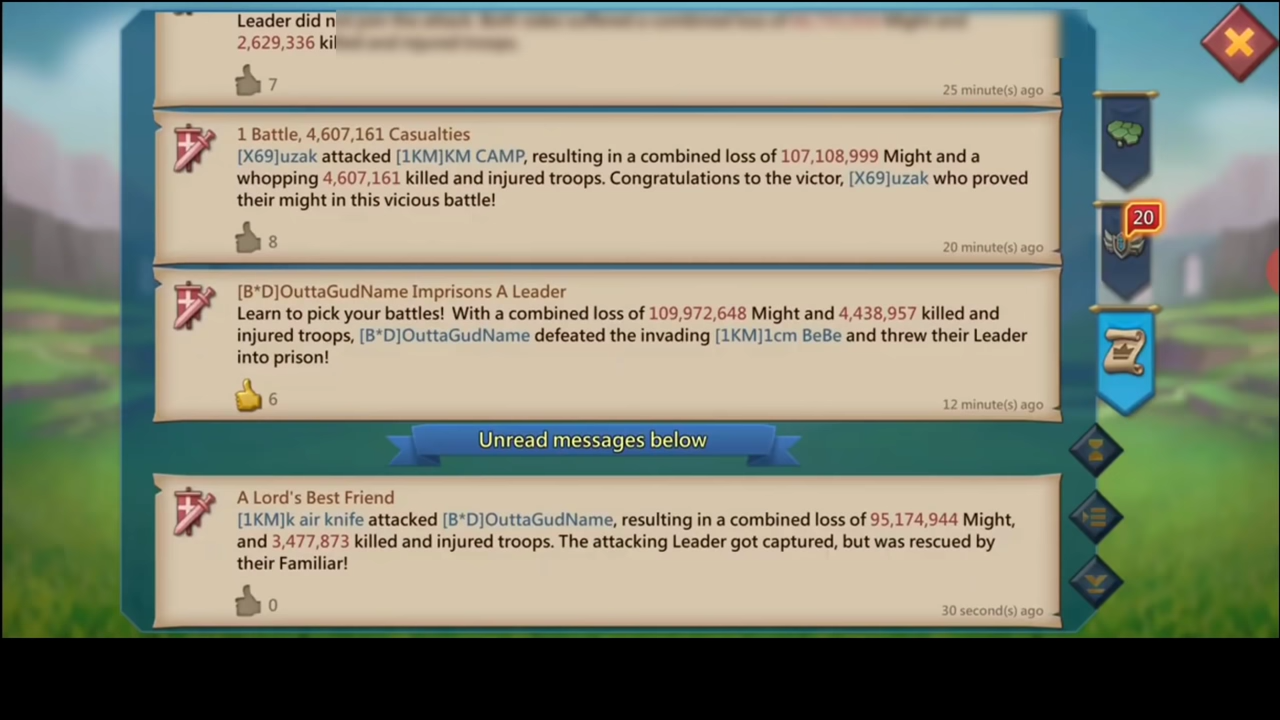 Leader did n
2,629,336 kil
7
25 minute(s) ago
1 Battle, 4,607,161 Casualties
[X69]uzak attacked [1KM]KM CAMP, resulting in a combined loss of 107,108,999 Might and a
whopping 4,607,161 killed and injured troops. Congratulations to the victor, [X69]uzak who proved
their might in this vicious battle!
8
20 minute(s) ago
20
[B*D]OuttaGudName Imprisons A Leader
Learn to pick your battles! With a combined loss of 109,972,648 Might and 4,438,957 killed and
injured troops, [B*D]OuttaGudName defeated the invading [1KM]1cm BeBe and threw their Leader
into prison!
6
12 minute(s) ago
Unread messages below
A Lord's Best Friend
[1KM]k air knife attacked [B*D]OuttaGudName, resulting in a combined loss of 95,174,944 Might,
and 3,477,873 killed and injured troops. The attacking Leader got captured, but was rescued by
their Familiar!
0
30 second(s) ago